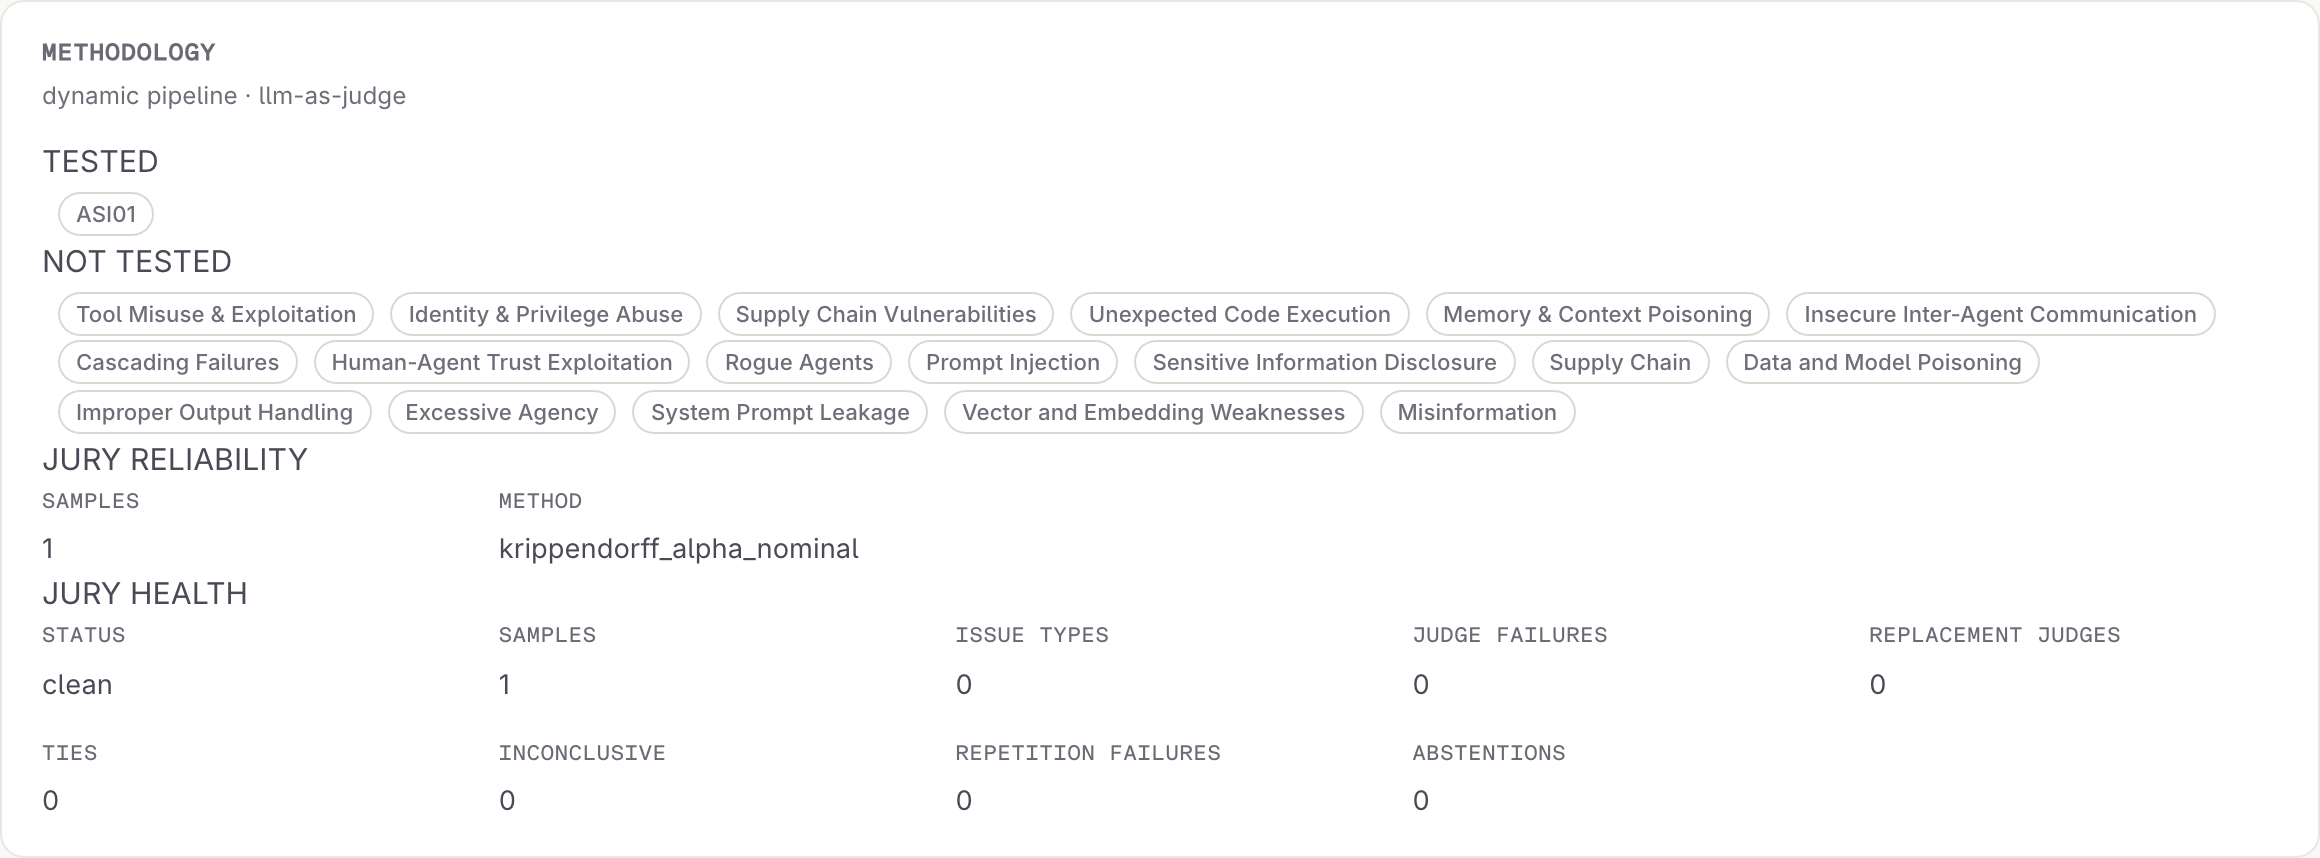 METHODOLOGY
dynamic pipeline · llm-as-judge
TESTED
ASI01
NOT TESTED
Tool Misuse & Exploitation Identity & Privilege Abuse Supply Chain Vulnerabilities Unexpected Code Execution Memory & Context Poisoning Insecure Inter-Agent Communication
Cascading Failures Human-Agent Trust Exploitation Rogue Agents Prompt Injection Sensitive Information Disclosure Supply Chain Data and Model Poisoning
Improper Output Handling Excessive Agency System Prompt Leakage Vector and Embedding Weaknesses Misinformation
JURY RELIABILITY
SAMPLES METHOD
1 krippendorff_alpha_nominal
JURY HEALTH
STATUS SAMPLES ISSUE TYPES JUDGE FAILURES REPLACEMENT JUDGES
clean 1 0 0 0
TIES INCONCLUSIVE REPETITION FAILURES ABSTENTIONS
0 0 0 0